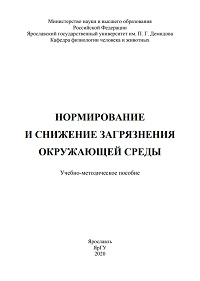 Министерство науки и высшего образования
Российской Федерации
Ярославский государственный университет им. П. Г. Демидова
Кафедра физиологии человека и животных
НОРМИРОВАНИЕ
И СНИЖЕНИЕ ЗАГРЯЗНЕНИЯ
ОКРУЖАЮЩЕЙ СРЕДЫ
Учебно-методическое пособие
Ярославль
ЯрГУ
2020